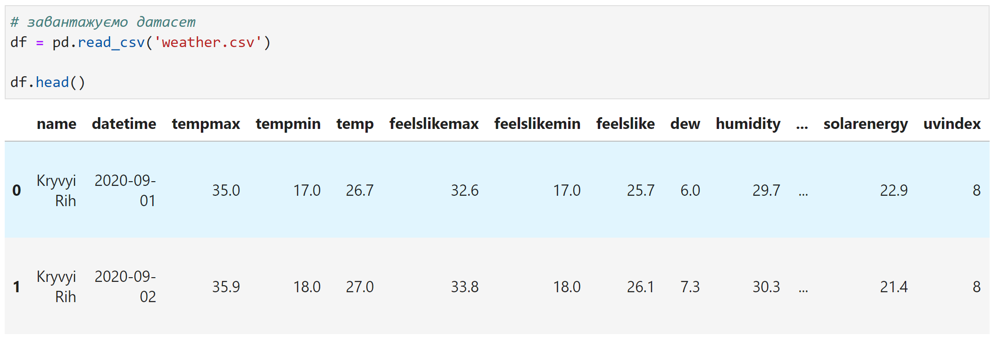 # завантажуємо датасет
df = pd.read_csv('weather.csv')
df.head()
name datetime tempmax tempmin temp feelslikemax feelslikemin feelslike dew humidity ... solarenergy uvindex
0 Kryvyi Rih 2020-09-01 35.0 17.0 26.7 32.6 17.0 25.7 6.0 29.7 ... 22.9 8
1 Kryvyi Rih 2020-09-02 35.9 18.0 27.0 33.8 18.0 26.1 7.3 30.3 ... 21.4 8